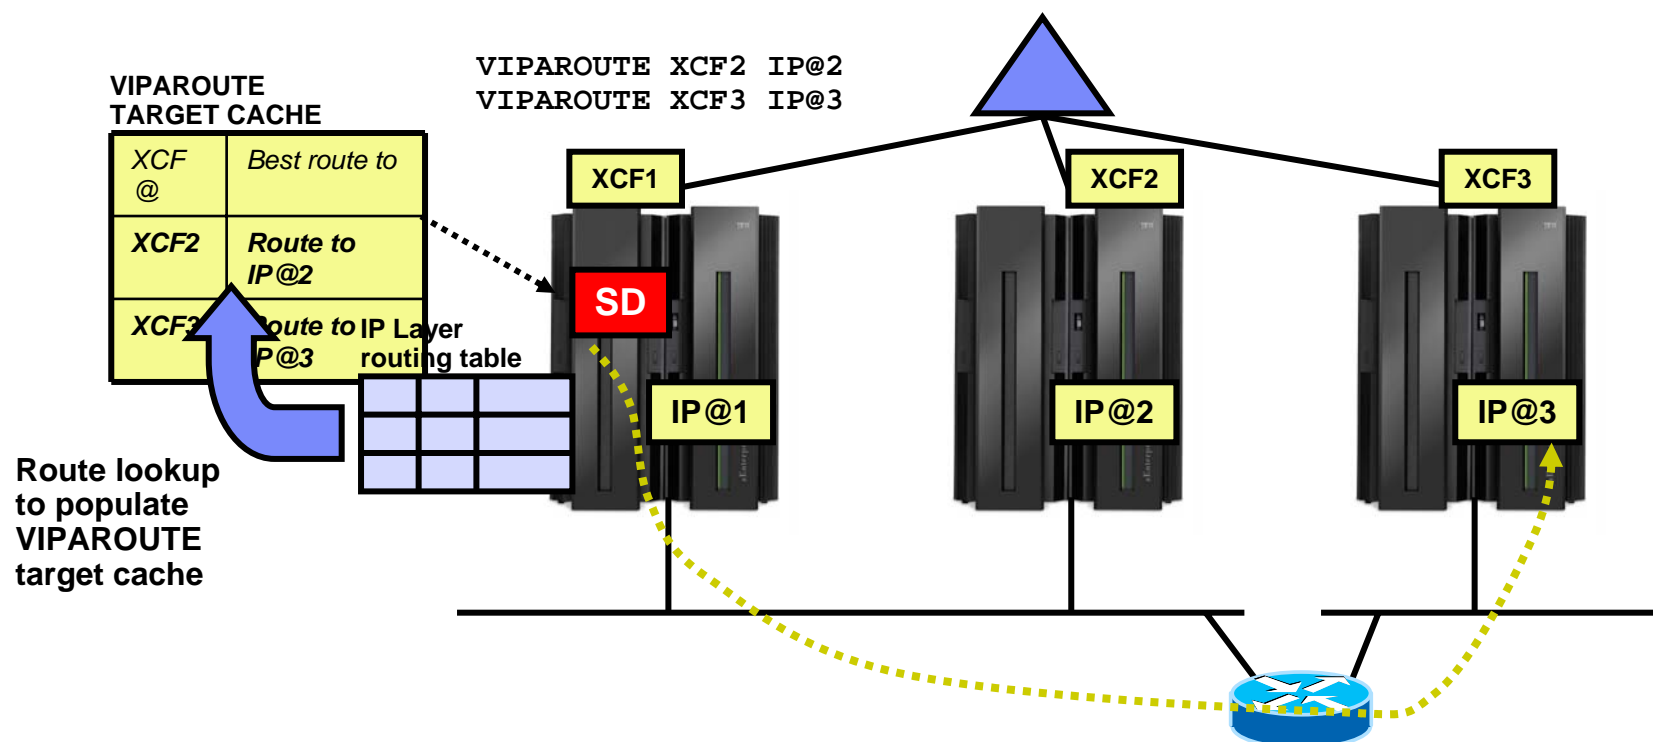 VIPAROUTE XCF2 IP@2
VIPAROUTE XCF3 IP@3
VIPAROUTE
TARGET CACHE
XCF
@
Best route to
XCF2
Route to
IP@2
XCF3
Route to
IP@3
IP Layer
routing table
Route lookup
to populate
VIPAROUTE
target cache
XCF1
XCF2
XCF3
SD
IP@1
IP@2
IP@3